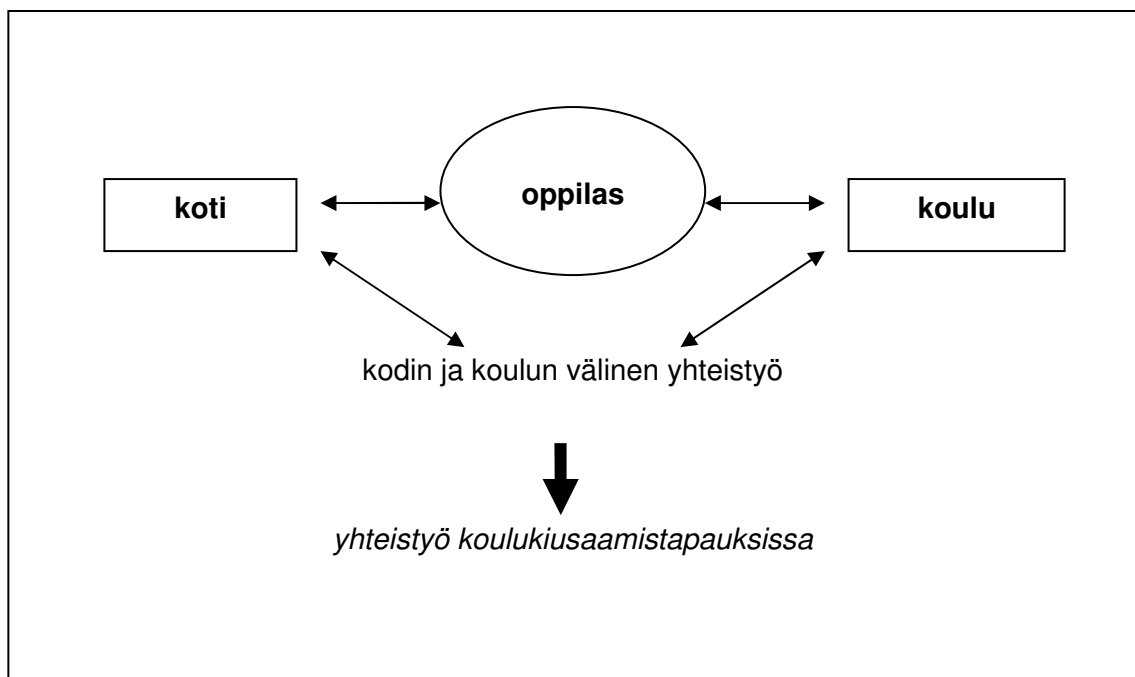 oppilas
koti
koulu
kodin ja koulun välinen yhteistyö
yhteistyö koulukiusaamistapauksissa